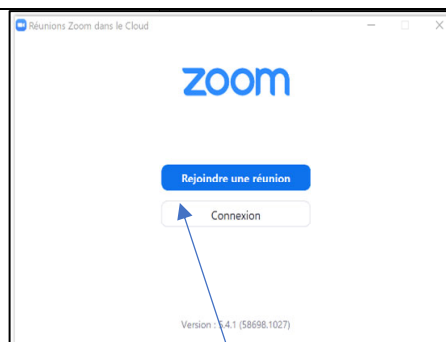 Réunions Zoom dans le Cloud
zoom
Rejoindre une réunion
Connexion
Version : 5.4.1 (58698.1027)